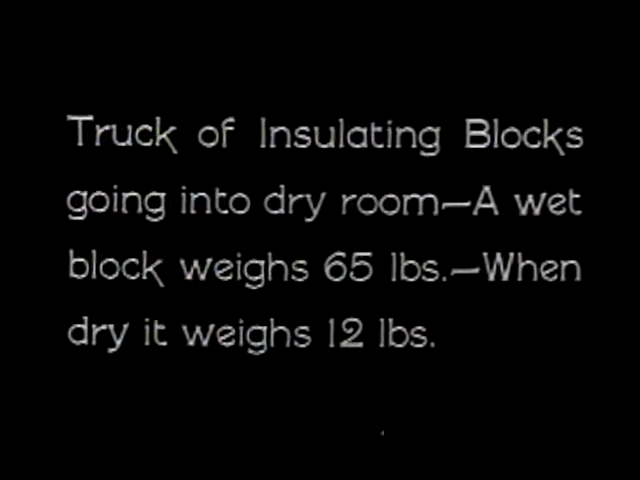 Truck of Insulating Blocks
going into dry room—A wet
block weighs 65 lbs.—When
dry it weighs 12 lbs.